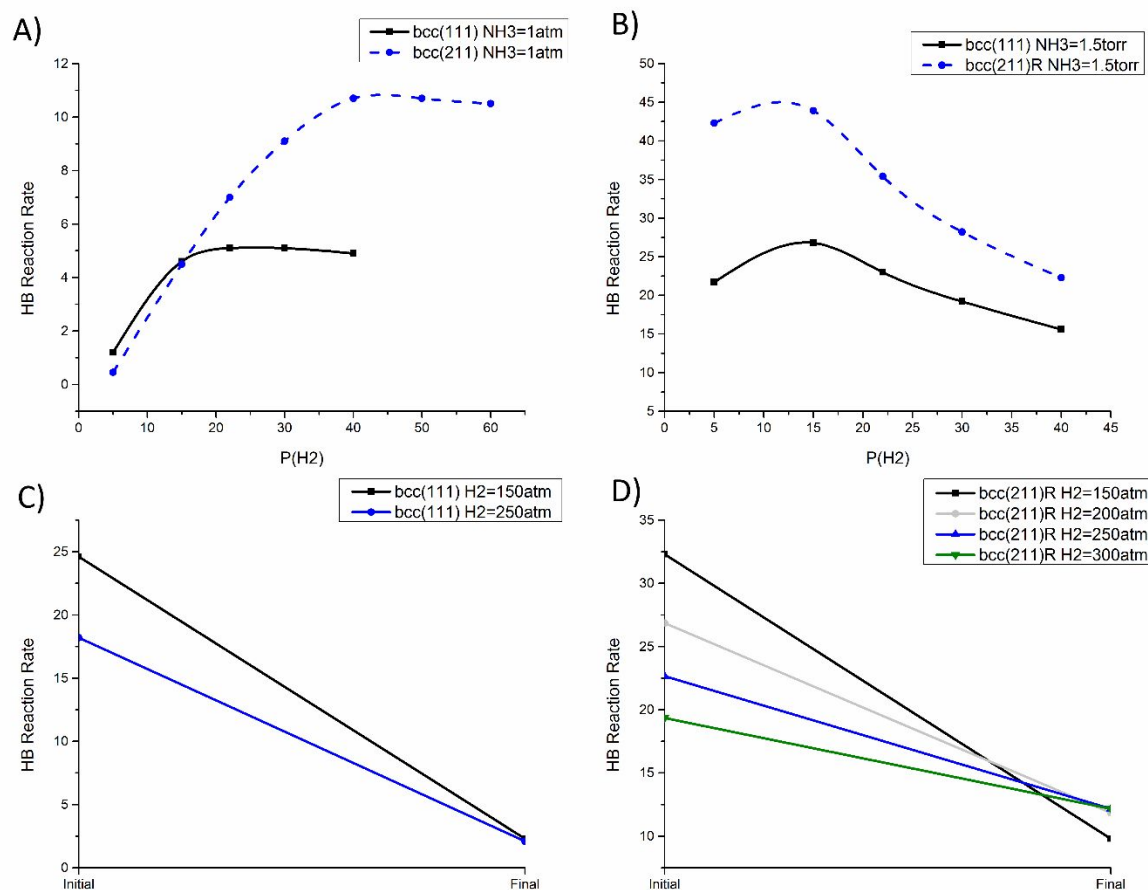 A)
bcc(111) NH3=1atm
bcc(211) NH3=1atm
HB Reaction Rate
12
10
8
6
4
2
0
0 10 20 30 40 50 60
P(H2)
B)
bcc(111) NH3=1.5torr
bcc(211)R NH3=1.5torr
HB Reaction Rate
50
45
40
35
30
25
20
15
10
5
0 5 10 15 20 25 30 35 40 45
P(H2)
C)
bcc(111) H2=150atm
bcc(111) H2=250atm
HB Reaction Rate
25
20
15
10
5
0
Initial Final
D)
bcc(211)R H2=150atm
bcc(211)R H2=200atm
bcc(211)R H2=250atm
bcc(211)R H2=300atm
HB Reaction Rate
35
30
25
20
15
10
Initial Final